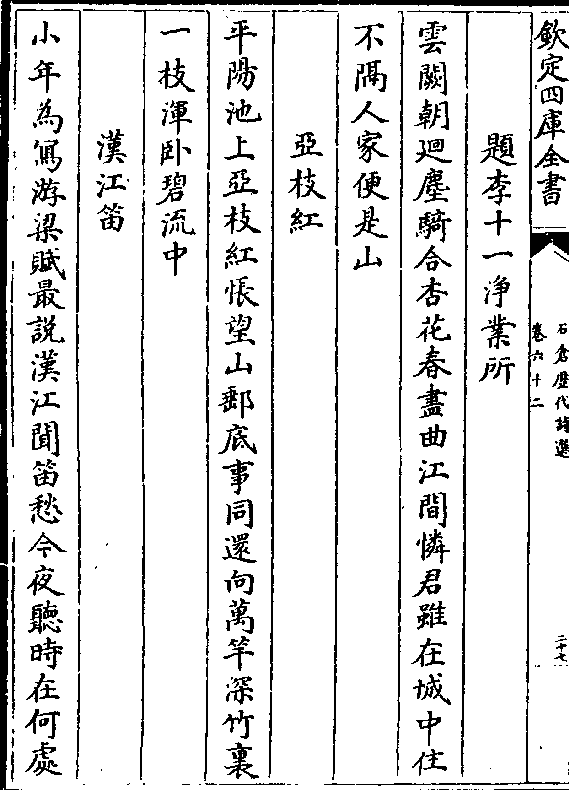 欽定四庫全書
石倉歷代詩選
卷六十二
二十七
題李十一淨業所
雲闕朝迴塵騎合杏花春盡曲江間憐君雖在城中住
不隔人家便是山
亞枝紅
平陽池上亞枝紅悵望山郵底事同還向萬竿深竹裏
一枝渾卧碧流中
漢江笛
小年為寫游梁賦最説漢江聞笛愁今夜聽時在何處